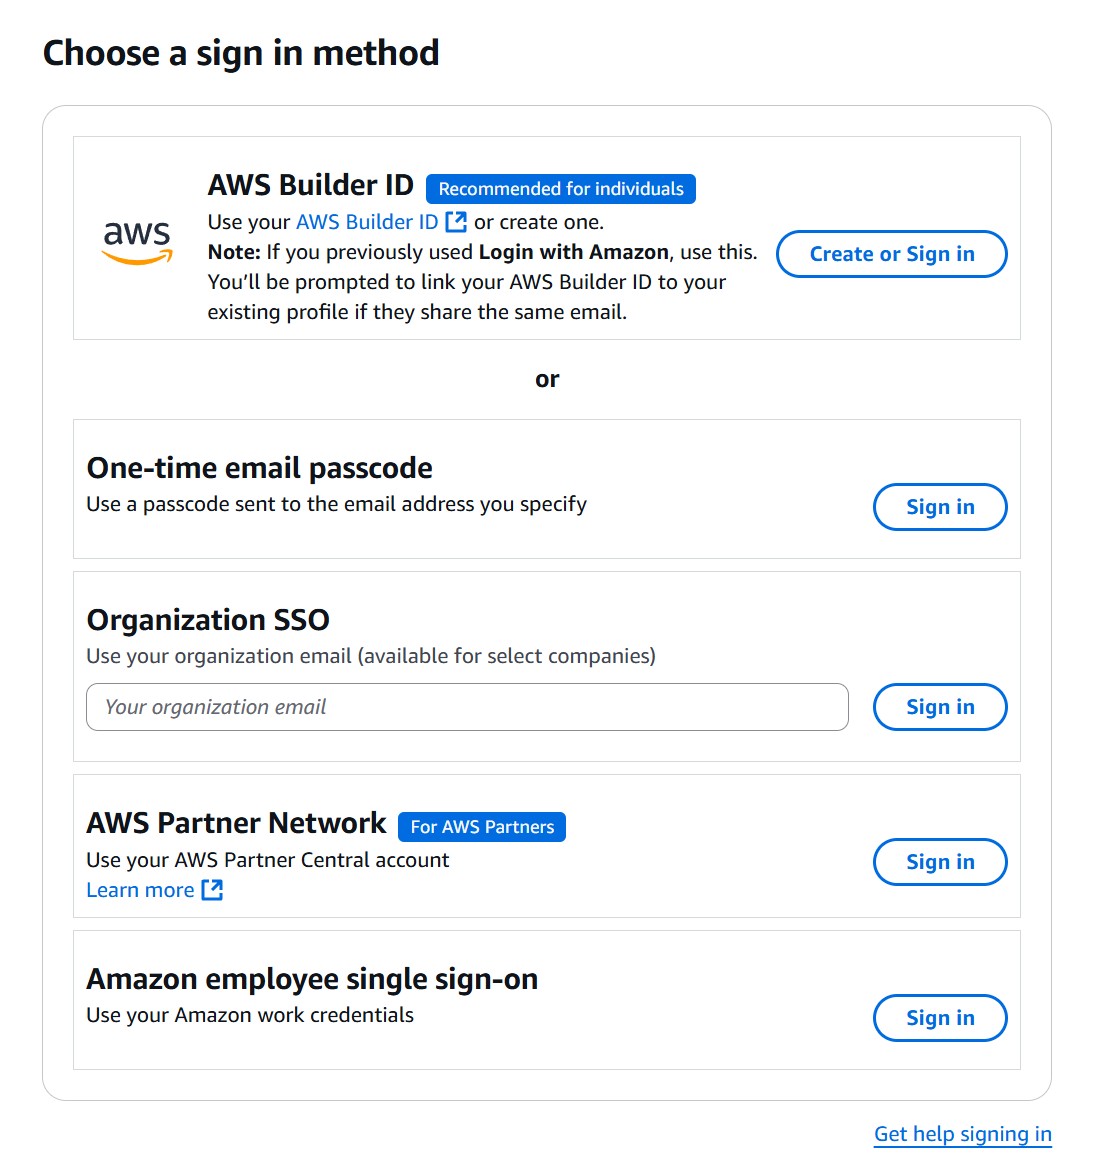 Choose a sign in method
AWS Builder ID Recommended for individuals
Use your AWS Builder ID or create one.
Note: If you previously used Login with Amazon, use this.
You’ll be prompted to link your AWS Builder ID to your
existing profile if they share the same email.
aws
Create or Sign in
or
One-time email passcode
Use a passcode sent to the email address you specify
Sign in
Organization SSO
Use your organization email (available for select companies)
Your organization email
Sign in
AWS Partner Network For AWS Partners
Use your AWS Partner Central account
Learn more
Sign in
Amazon employee single sign-on
Use your Amazon work credentials
Sign in
Get help signing in